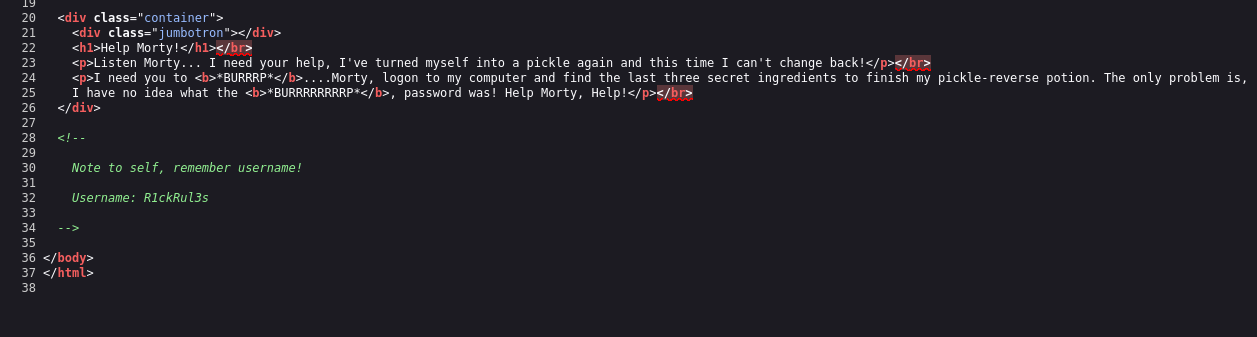 19
20 <div class="container">
21 <div class="jumbotron"></div>
22 <h1>Help Morty!</h1></br>
23 <p>Listen Morty... I need your help, I've turned myself into a pickle again and this time I can't change back!</p></br>
24 <p>I need you to <b>*BURRRP*</b>....Morty, logon to my computer and find the last three secret ingredients to finish my pickle-reverse potion. The only problem is,
25 I have no idea what the <b>*BURRRRRRRRP*</b>, password was! Help Morty, Help!</p></br>
26 </div>
27
28 <!--
29
30 Note to self, remember username!
31
32 Username: R1ckRul3s
33
34 -->
35
36 </body>
37 </html>
38